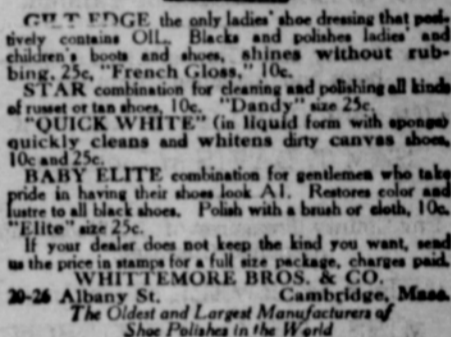 GILT EDGE the only ladies' shoe dressing that posi-
tively contains OIL. Blacks and polishes ladies' and
children's boots and shoes, shines without rub-
bing, 25c, "French Gloss," 10c.
STAR combination for cleaning and polishing all kinds
of russet or tan shoes, 10c. "Dandy" size 25c.
"QUICK WHITE" (in liquid form with sponge)
quickly cleans and whitens dirty canvas shoes,
10c and 25c.
BABY ELITE combination for gentlemen who take
pride in having their shoes look A1. Restores color and
lustre to all black shoes. Polish with a brush or cloth, 10c.
"Elite" size 25c.
If your dealer does not keep the kind you want, send
us the price in stamps for a full size package, charges paid.
WHITTEMORE BROS. & CO.
20-26 Albany St. Cambridge, Mass.
The Oldest and Largest Manufacturers of
Shoe Polishes in the World